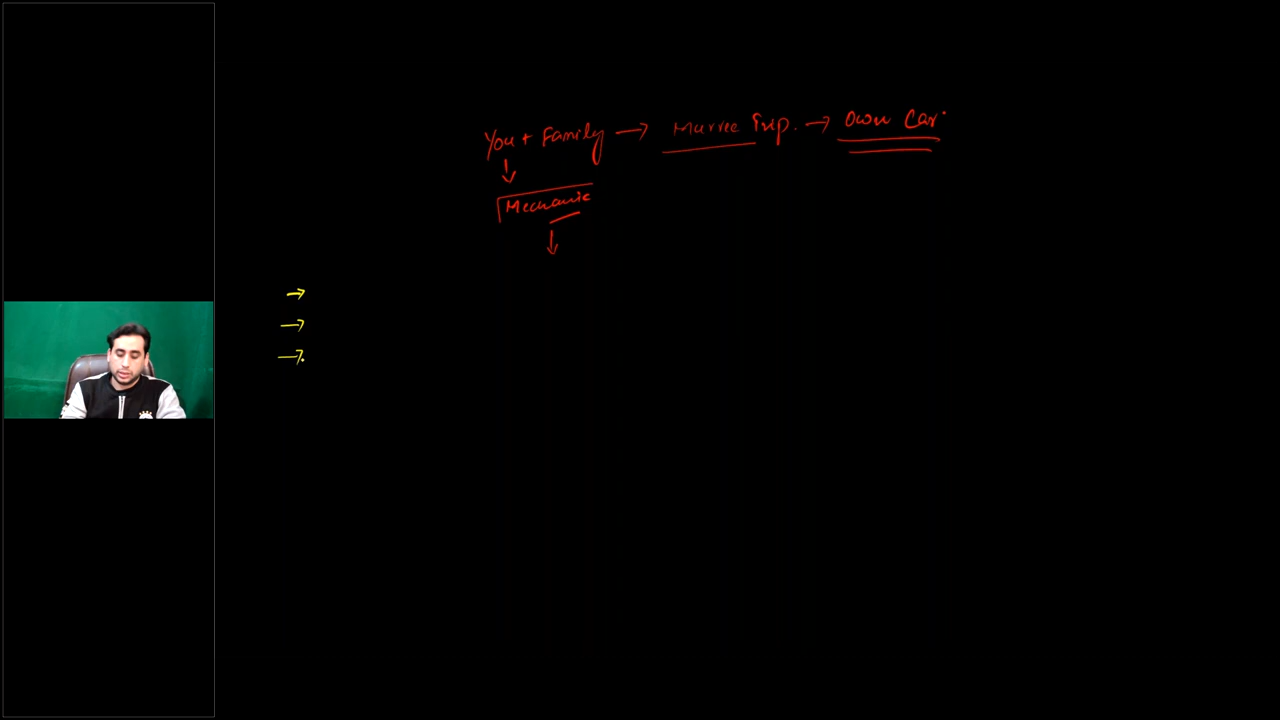 You + Family → Murree Trip. → Own Car.
↓
Mechanic
↓
→
→
→